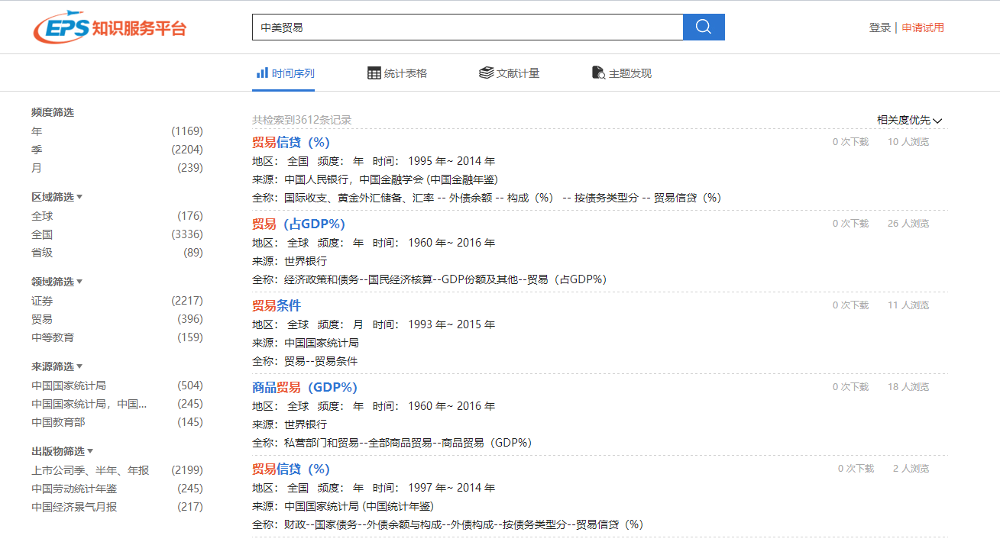 EPS知识服务平台
中美贸易
登录 | 申请试用
时间序列 统计表格 文献计量 主题发现
频度筛选
年 (1169)
季 (2204)
月 (239)
区域筛选
全球 (176)
全国 (3336)
省级 (89)
领域筛选
证券 (2217)
贸易 (396)
中等教育 (159)
来源筛选
中国国家统计局 (504)
中国国家统计局，中国... (245)
中国教育部 (145)
出版物筛选
上市公司季、半年、年报 (2199)
中国劳动统计年鉴 (245)
中国经济景气月报 (217)
共检索到3612条记录 相关度优先
贸易信贷（%） 0 次下载 10 人浏览
地区： 全国 频度： 年 时间： 1995 年~ 2014 年
来源：中国人民银行，中国金融学会 (中国金融年鉴)
全称：国际收支、黄金外汇储备、汇率 -- 外债余额 -- 构成（%） -- 按债务类型分 -- 贸易信贷（%）
贸易（占GDP%） 0 次下载 26 人浏览
地区： 全球 频度： 年 时间： 1960 年~ 2016 年
来源：世界银行
全称：经济政策和债务--国民经济核算--GDP份额及其他--贸易（占GDP%）
贸易条件 0 次下载 11 人浏览
地区： 全球 频度： 月 时间： 1993 年~ 2015 年
来源：中国国家统计局
全称：贸易--贸易条件
商品贸易（GDP%） 0 次下载 18 人浏览
地区： 全球 频度： 年 时间： 1960 年~ 2016 年
来源：世界银行
全称：私营部门和贸易--全部商品贸易--商品贸易（GDP%）
贸易信贷（%） 0 次下载 2 人浏览
地区： 全国 频度： 年 时间： 1997 年~ 2014 年
来源：中国国家统计局 (中国统计年鉴)
全称：财政--国家债务--外债余额与构成--外债构成--按债务类型分--贸易信贷（%）